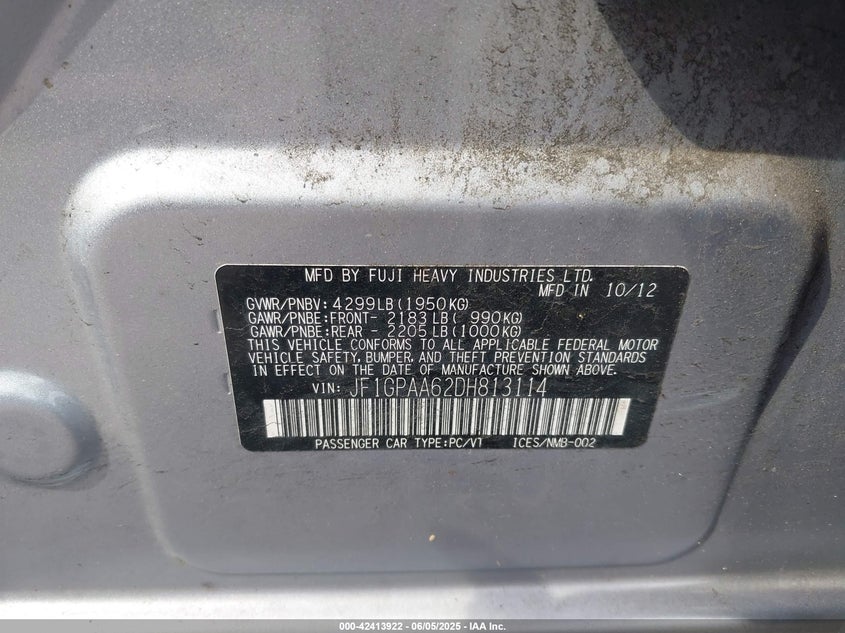 MFD BY FUJI HEAVY INDUSTRIES LTD.
MFD IN 10/12
GVWR/PNBV: 4299LB (1950KG)
GAWR/PNBE:FRONT- 2183 LB ( 990KG)
GAWR/PNBE:REAR - 2205 LB (1000KG)
THIS VEHICLE CONFORMS TO ALL APPLICABLE FEDERAL MOTOR
VEHICLE SAFETY, BUMPER, AND THEFT PREVENTION STANDARDS
IN EFFECT ON THE DATE OF MANUFACTURE SHOWN ABOVE.
VIN: JF1GPAA62DH813114
PASSENGER CAR TYPE:PC/VT ICES/NMB-002
000-42413922 - 06/05/2025 - IAA Inc.